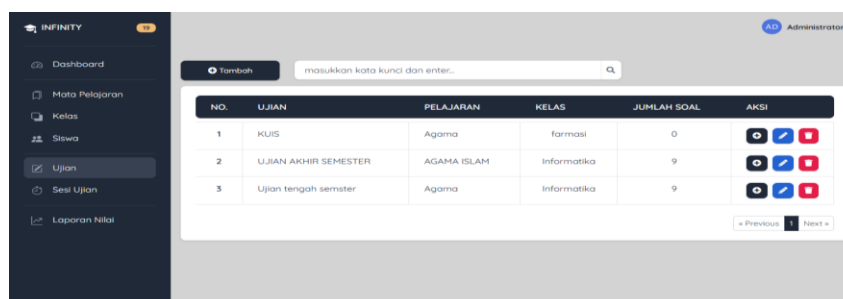 INFINITY 19
AD Administrator
Dashboard
Mata Pelajaran
Kelas
Siswa
Ujian
Sesi Ujian
Laporan Nilai
Tambah masukkan kata kunci dan enter...
NO. UJIAN PELAJARAN KELAS JUMLAH SOAL AKSI
1 KUIS Agama farmasi 0
2 UJIAN AKHIR SEMESTER AGAMA ISLAM Informatika 9
3 Ujian tengah semster Agama Informatika 9
« Previous 1 Next »